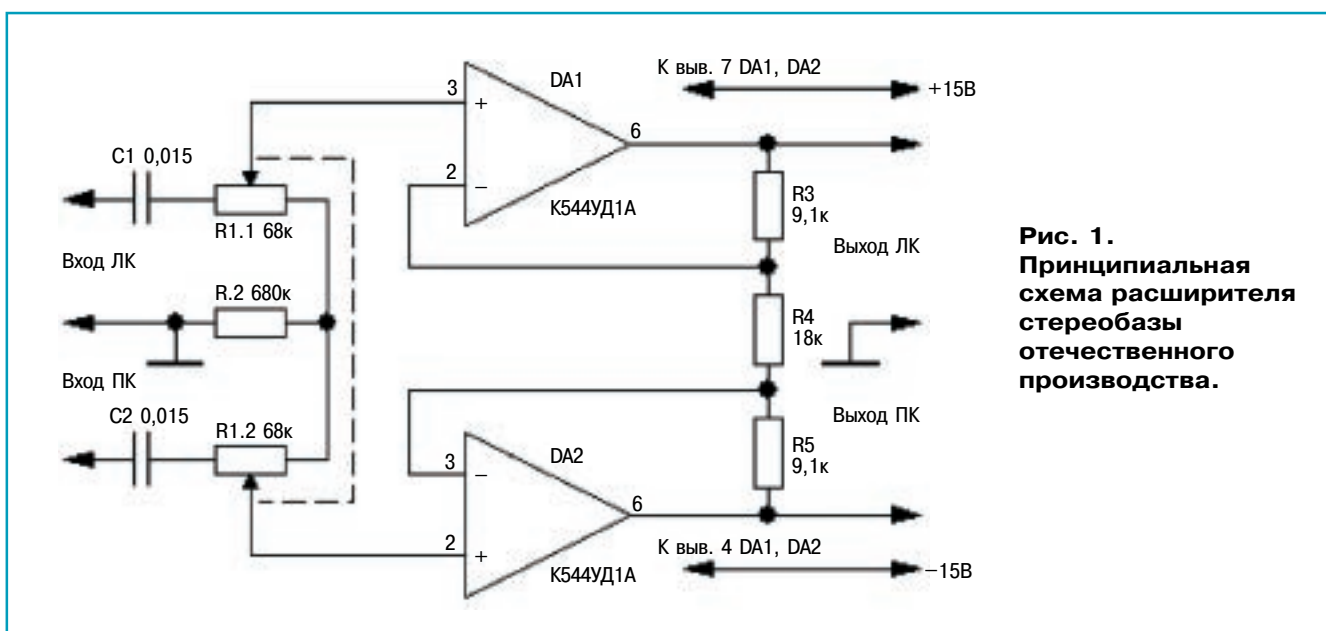 К выв. 7 DA1, DA2
+15В
DA1
3
+
6
2
−
К544УД1А
C1 0,015
R1.1 68к
Вход ЛК
R.2 680к
Вход ПК
C2 0,015
R1.2 68к
R3
9,1к
Выход ЛК
R4
18к
Выход ПК
R5
9,1к
DA2
3
−
6
2
+
К544УД1А
К выв. 4 DA1, DA2
−15В
Рис. 1.
Принципиальная
схема расширителя
стереобазы
отечественного
производства.